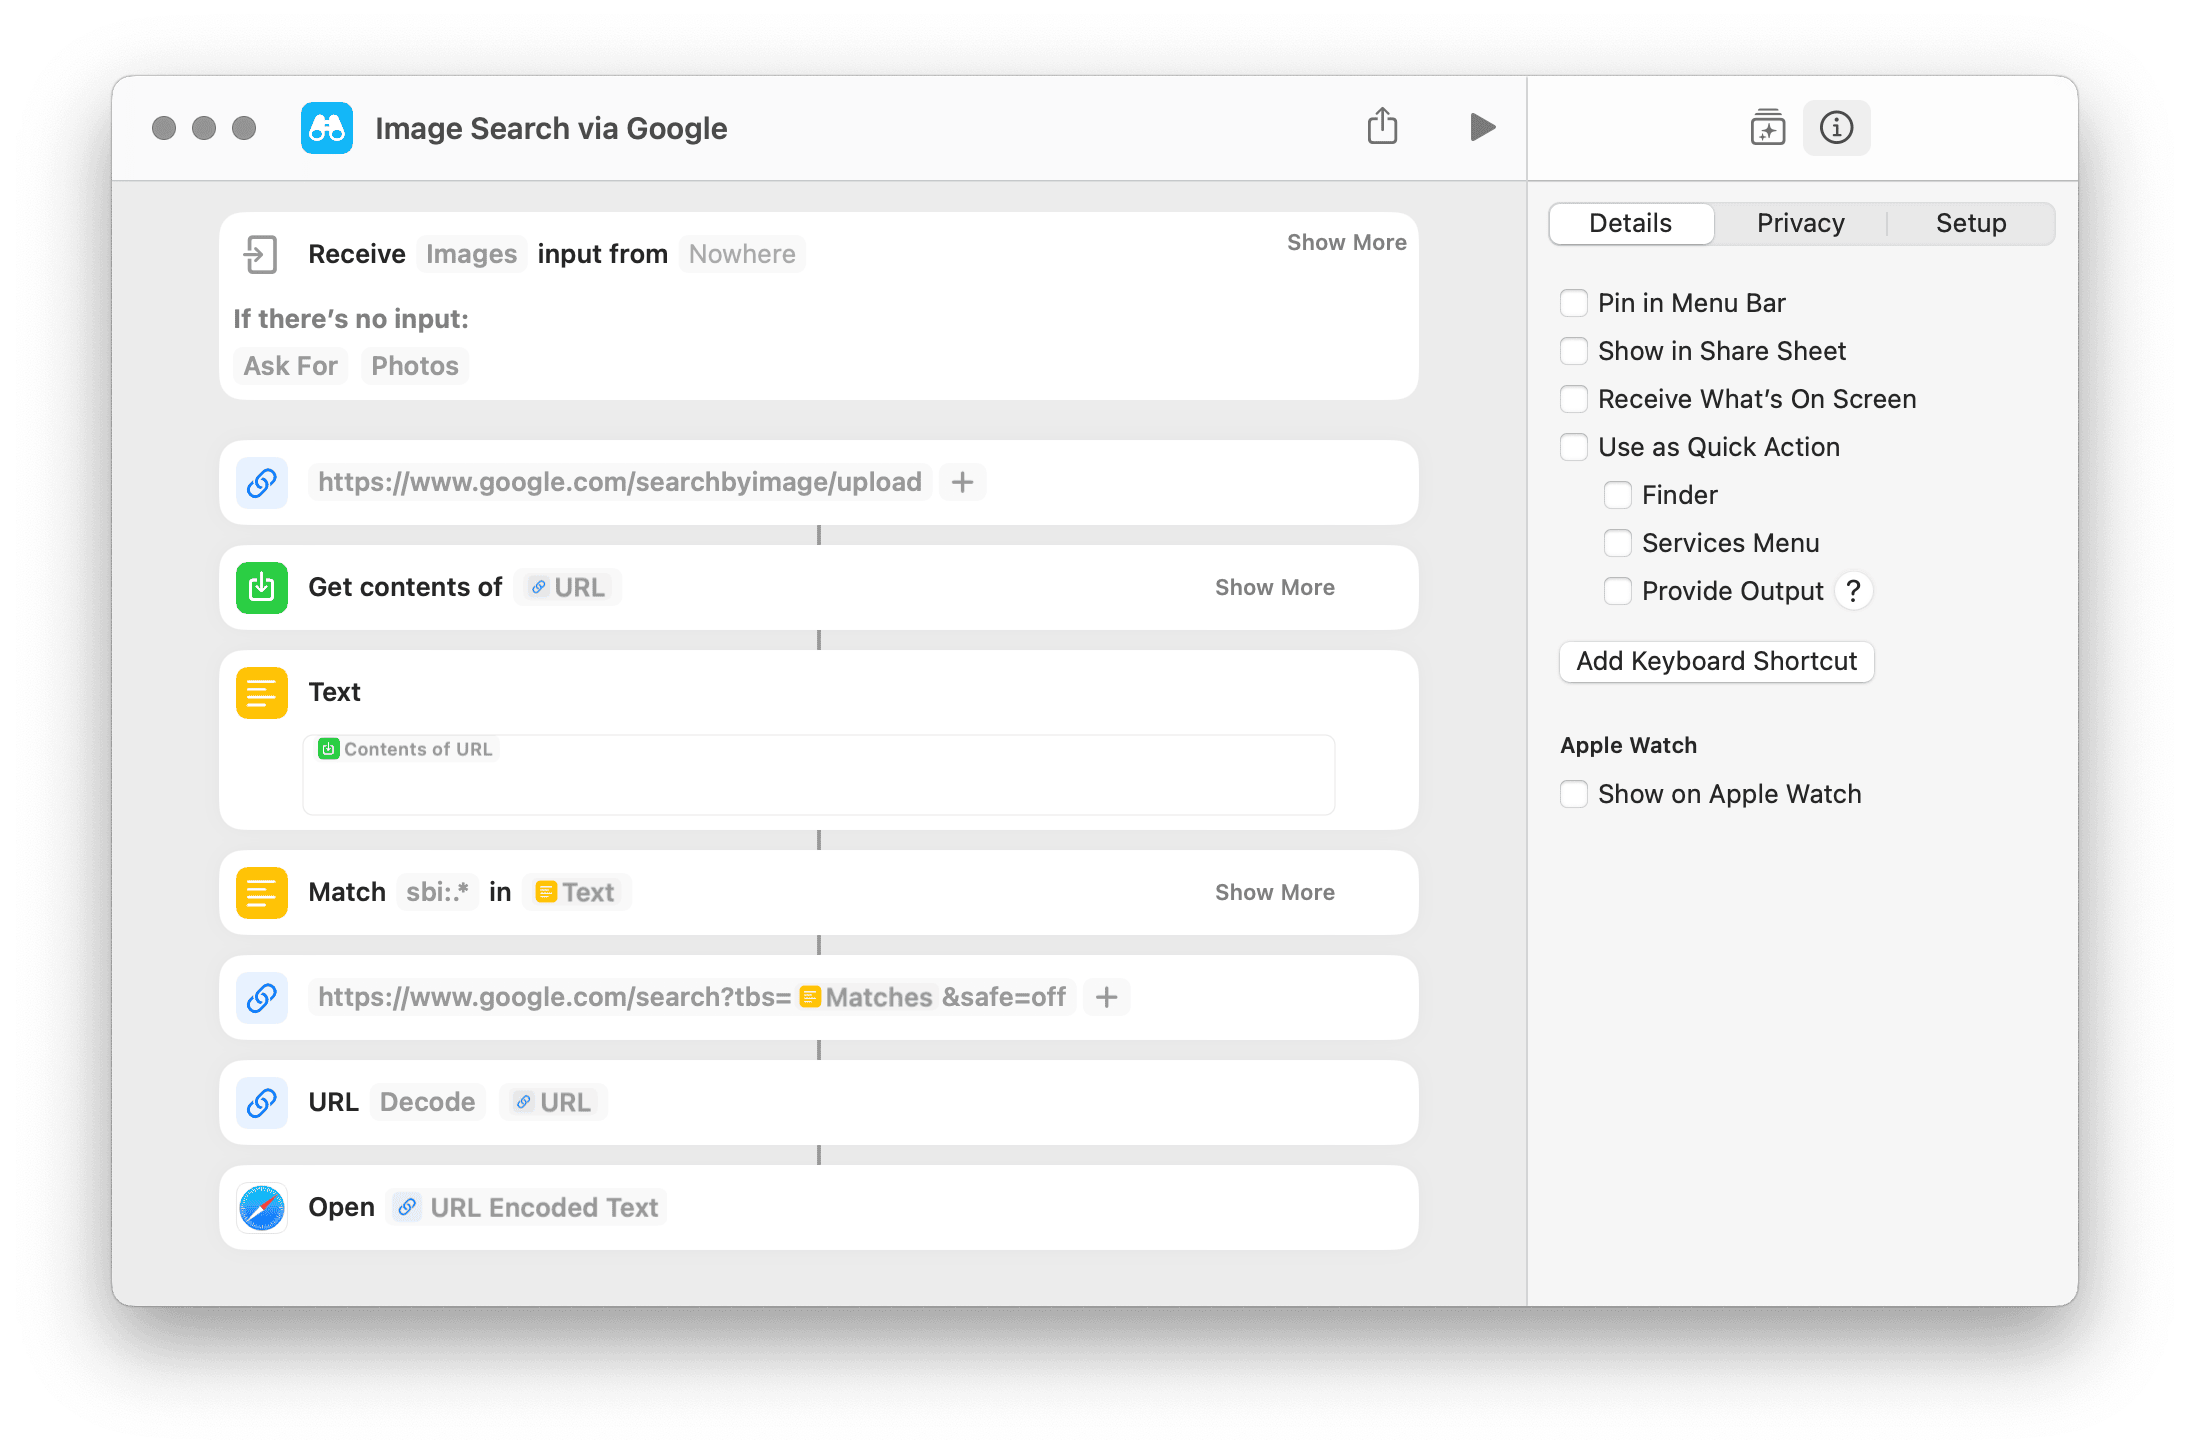 Image Search via Google
Receive Images input from Nowhere
Show More
If there's no input:
Ask For Photos
https://www.google.com/searchbyimage/upload +
Get contents of URL
Show More
Text
Contents of URL
Match sbi:.* in Text
Show More
https://www.google.com/search?tbs= Matches &safe=off +
URL Decode URL
Open URL Encoded Text
Details Privacy Setup
Pin in Menu Bar
Show in Share Sheet
Receive What's On Screen
Use as Quick Action
Finder
Services Menu
Provide Output ?
Add Keyboard Shortcut
Apple Watch
Show on Apple Watch